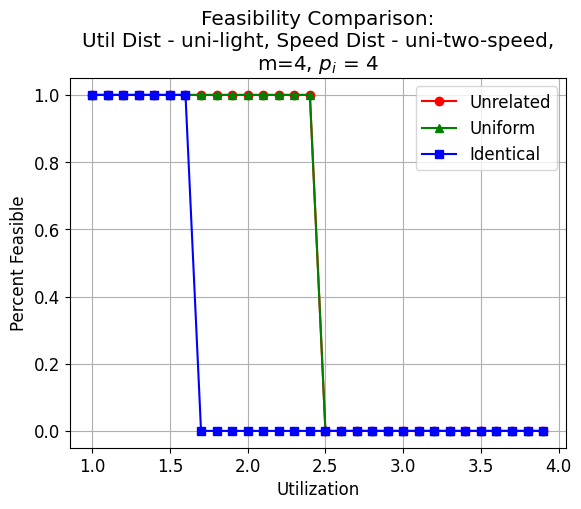 Feasibility Comparison:
Util Dist - uni-light, Speed Dist - uni-two-speed,
m=4, $p_i$ = 4
Unrelated
Uniform
Identical
Percent Feasible
1.0
0.8
0.6
0.4
0.2
0.0
1.0 1.5 2.0 2.5 3.0 3.5 4.0
Utilization